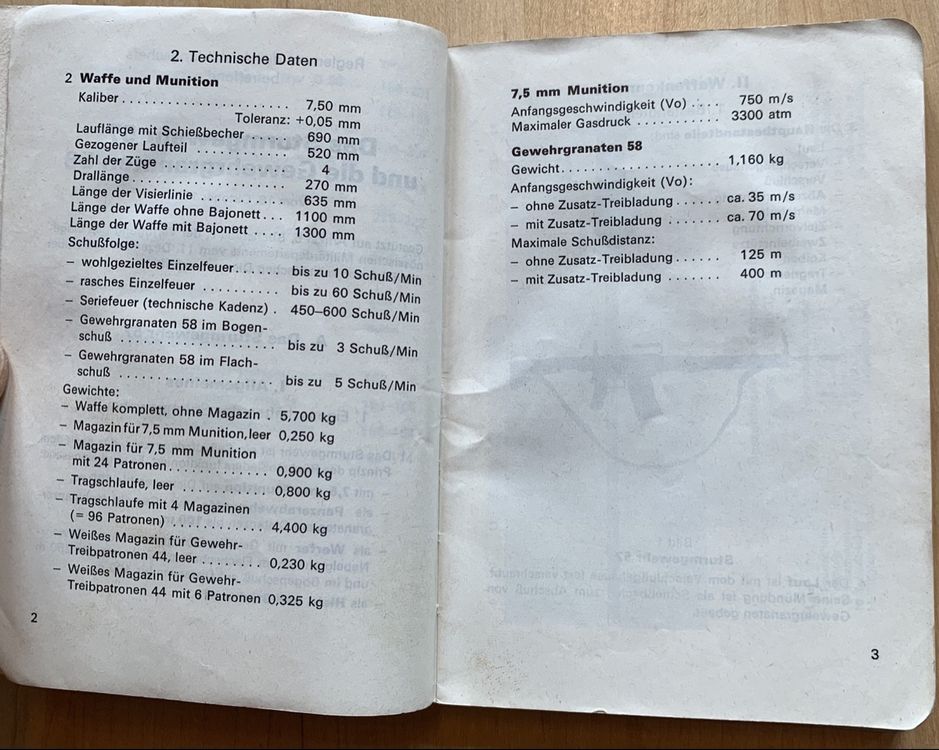 2. Technische Daten
2 Waffe und Munition
Kaliber . . . . . . . . . . . . . . . . . . . . . . 7,50 mm
Toleranz: +0,05 mm
Lauflänge mit Schießbecher . . . . 690 mm
Gezogener Laufteil . . . . . . . . . . . . 520 mm
Zahl der Züge . . . . . . . . . . . . . . . . 4
Drallänge . . . . . . . . . . . . . . . . . . . . 270 mm
Länge der Visierlinie . . . . . . . . . . . 635 mm
Länge der Waffe ohne Bajonett . . . 1100 mm
Länge der Waffe mit Bajonett . . . . 1300 mm
Schußfolge:
– wohlgezieltes Einzelfeuer . . . . . . bis zu 10 Schuß/Min
– rasches Einzelfeuer . . . . . . . . . . bis zu 60 Schuß/Min
– Seriefeuer (technische Kadenz) . 450–600 Schuß/Min
– Gewehrgranaten 58 im Bogen-
schuß . . . . . . . . . . . . . . . . . . . . . bis zu 3 Schuß/Min
– Gewehrgranaten 58 im Flach-
schuß . . . . . . . . . . . . . . . . . . . . . bis zu 5 Schuß/Min
Gewichte:
– Waffe komplett, ohne Magazin . 5,700 kg
– Magazin für 7,5 mm Munition, leer 0,250 kg
– Magazin für 7,5 mm Munition
mit 24 Patronen . . . . . . . . . . . . . 0,900 kg
– Tragschlaufe, leer . . . . . . . . . . . 0,800 kg
– Tragschlaufe mit 4 Magazinen
(= 96 Patronen) . . . . . . . . . . . . . 4,400 kg
– Weißes Magazin für Gewehr-
Treibpatronen 44, leer . . . . . . . . 0,230 kg
– Weißes Magazin für Gewehr-
Treibpatronen 44 mit 6 Patronen 0,325 kg
2
7,5 mm Munition
Anfangsgeschwindigkeit (Vo) . . . . 750 m/s
Maximaler Gasdruck . . . . . . . . . . . 3300 atm
Gewehrgranaten 58
Gewicht . . . . . . . . . . . . . . . . . . . . . 1,160 kg
Anfangsgeschwindigkeit (Vo):
– ohne Zusatz-Treibladung . . . . . . ca. 35 m/s
– mit Zusatz-Treibladung . . . . . . . ca. 70 m/s
Maximale Schußdistanz:
– ohne Zusatz-Treibladung . . . . . . 125 m
– mit Zusatz-Treibladung . . . . . . . 400 m
3